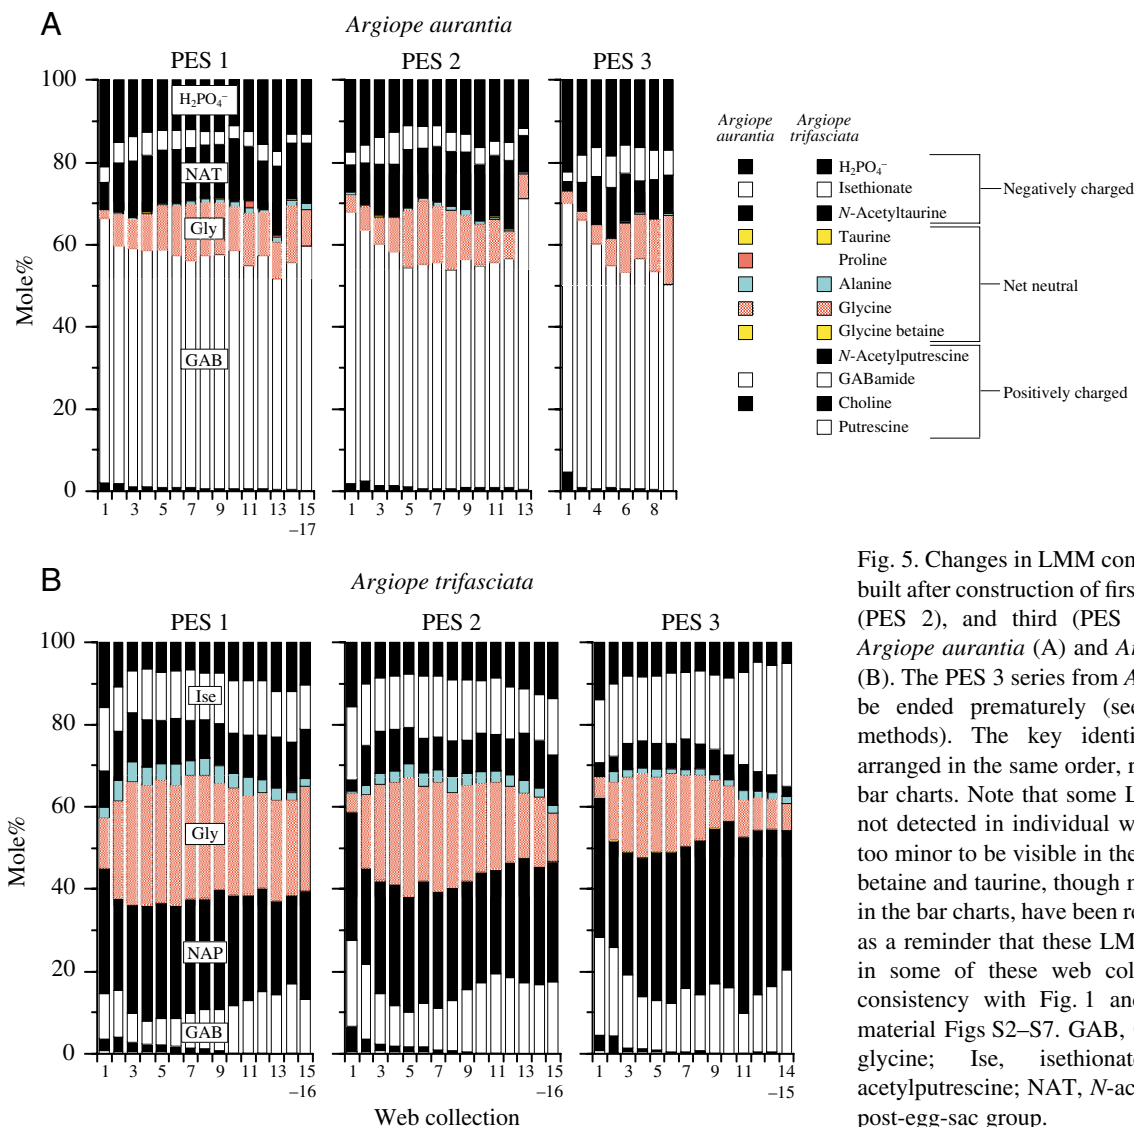 A
Argiope aurantia
PES 1
PES 2
PES 3
100
80
60
40
20
0
Mole%
H₂PO₄⁻
NAT
Gly
GAB
1 3 5 7 9 11 13 15
–17
1 3 5 7 9 11 13
1 4 6 8
Argiope aurantia
Argiope trifasciata
H₂PO₄⁻
Isethionate
N-Acetyltaurine
Taurine
Proline
Alanine
Glycine
Glycine betaine
N-Acetylputrescine
GABamide
Choline
Putrescine
Negatively charged
Net neutral
Positively charged
B
Argiope trifasciata
PES 1
PES 2
PES 3
100
80
60
40
20
0
Mole%
Ise
Gly
NAP
GAB
1 3 5 7 9 11 13 15
–16
1 3 5 7 9 11 13 15
–16
1 3 5 7 9 11 14
–15
Web collection
Fig. 5. Changes in LMM con
built after construction of firs
(PES 2), and third (PES
Argiope aurantia (A) and Ar
(B). The PES 3 series from A
be ended prematurely (see
methods). The key identi
arranged in the same order, r
bar charts. Note that some L
not detected in individual w
too minor to be visible in the
betaine and taurine, though n
in the bar charts, have been re
as a reminder that these LM
in some of these web col
consistency with Fig. 1 and
material Figs S2–S7. GAB,
glycine; Ise, isethionat
acetylputrescine; NAT, N-ac
post-egg-sac group.